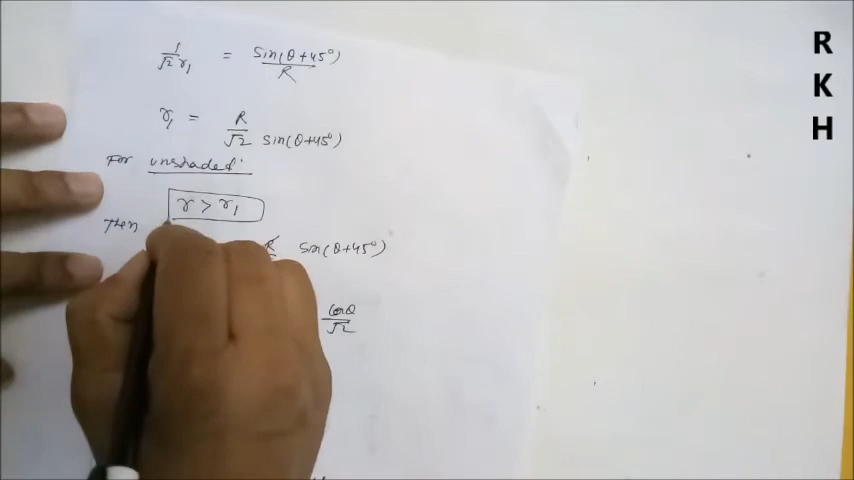 1/√2 r₁ = Sin(θ+45°)/R
r₁ = R/√2 sin(θ+45°)
For unshaded:
r > r₁
Then
R sin(θ+45°)
cosθ/√2
R
K
H